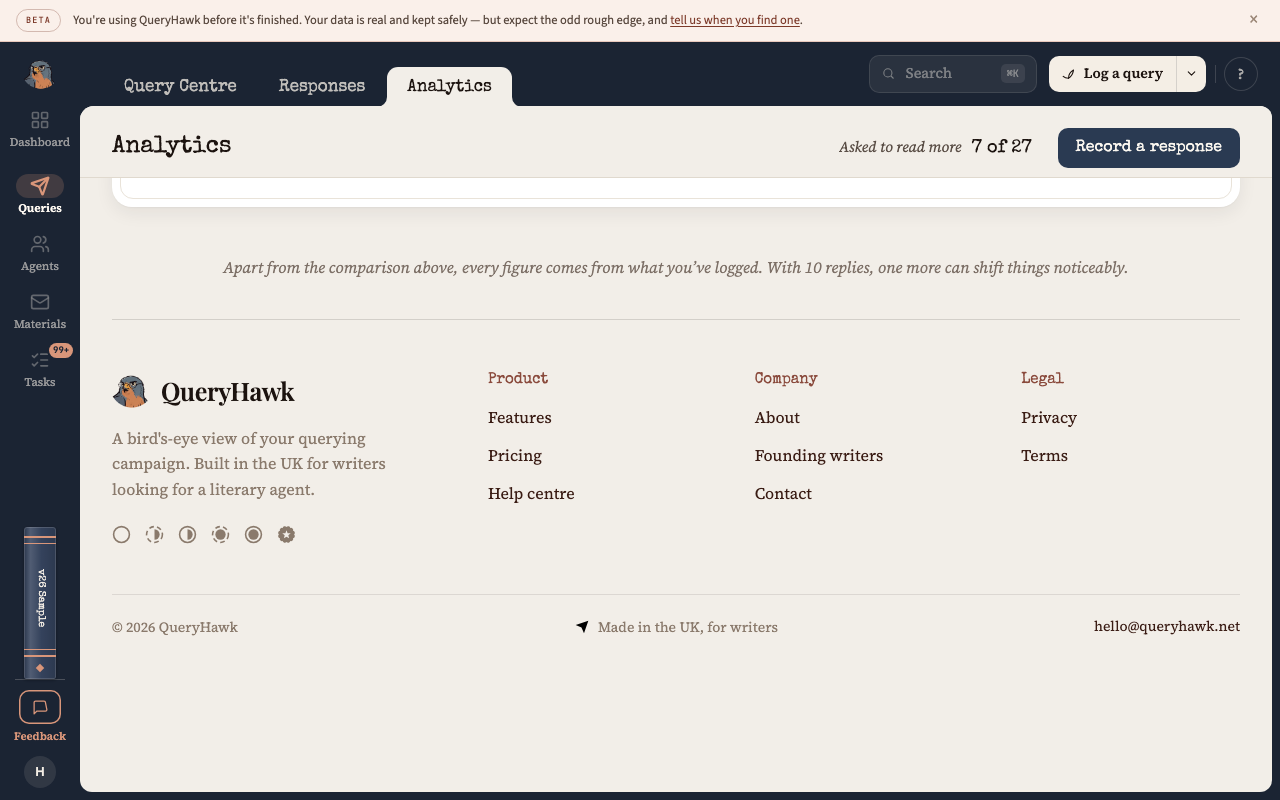 BETA
You're using QueryHawk before it's finished. Your data is real and kept safely — but expect the odd rough edge, and tell us when you find one.
×
Query Centre
Responses
Analytics
Search
⌘K
Log a query
?
Dashboard
Queries
Agents
Materials
99+
Tasks
v26 Sample
Feedback
H
Analytics
Asked to read more 7 of 27
Record a response
Apart from the comparison above, every figure comes from what you’ve logged. With 10 replies, one more can shift things noticeably.
QueryHawk
A bird's-eye view of your querying
campaign. Built in the UK for writers
looking for a literary agent.
Product
Features
Pricing
Help centre
Company
About
Founding writers
Contact
Legal
Privacy
Terms
© 2026 QueryHawk
Made in the UK, for writers
hello@queryhawk.net